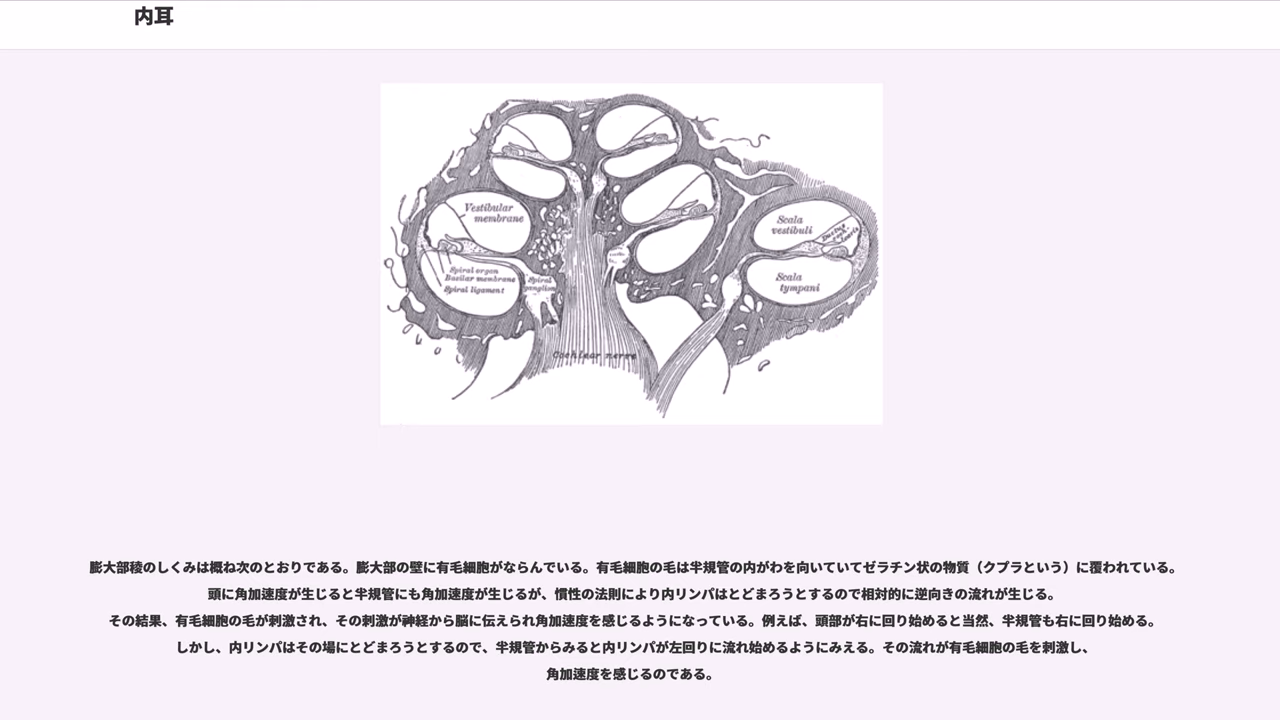 内耳
Vestibular
membrane
Spiral organ
Basilar membrane
Spiral ligament
Spiral
ganglion
Cochlear nerve
Scala
vestibuli
Scala
tympani
膨大部稜のしくみは概ね次のとおりである。膨大部の壁に有毛細胞がならんでいる。有毛細胞の毛は半規管の内がわを向いていてゼラチン状の物質（クプラという）に覆われている。
頭に角加速度が生じると半規管にも角加速度が生じるが、慣性の法則により内リンパはとどまろうとするので相対的に逆向きの流れが生じる。
その結果、有毛細胞の毛が刺激され、その刺激が神経から脳に伝えられ角加速度を感じるようになっている。例えば、頭部が右に回り始めると当然、半規管も右に回り始める。
しかし、内リンパはその場にとどまろうとするので、半規管からみると内リンパが左回りに流れ始めるようにみえる。その流れが有毛細胞の毛を刺激し、
角加速度を感じるのである。